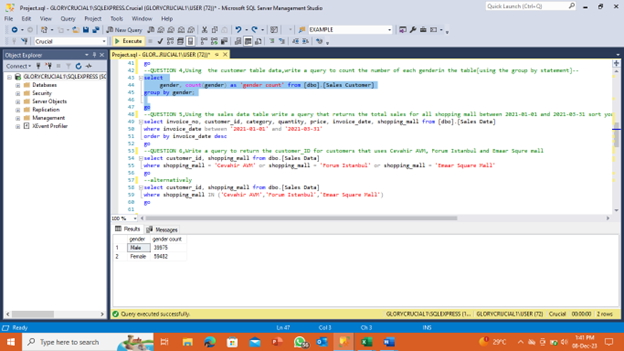 Project.sql - GLORYCRUCIAL1\SQLEXPRESS.Crucial (GLORYCRUCIAL1\USER (72))* - Microsoft SQL Server Management Studio
Quick Launch (Ctrl+Q)
File Edit View Query Project Tools Window Help
New Query
EXAMPLE
Crucial
Execute
Object Explorer
Project.sql - GLOR...RYCRUCIAL1\USER (72))*
Connect
GLORYCRUCIAL1\SQLEXPRESS (SQ
Databases
Security
Server Objects
Replication
Management
XEvent Profiler
41 go
43 --QUESTION 4,Using the customer table data,write a query to count the number of each genderin the table[using the group by statement]--
43 select
44 gender, count(gender) as 'gender count' from [dbo].[Sales Customer]
45 group by gender;
46
47 go
48 --QUESTION 5,Using the sales data table write a query that returns the total sales for all shopping mall between 2021-01-01 and 2021-03-31 sort you
49 select invoice_no, customer_id, category, quantity, price, invoice_date, shopping_mall from [dbo].[Sales Data]
50 where invoice_date between '2021-01-01' and '2021-03-31'
51 order by invoice_date desc
52 go
53 --QUESTION 6,Write a query to return the customer_ID for customers that uses Cevahir AVM, Forum Istanbul and Emaar Squre mall
54 select customer_id, shopping_mall from dbo.[Sales Data]
55 where shopping_mall = 'Cevahir AVM' or shopping_mall = 'Forum Istanbul' or shopping_mall = 'Emaar Square Mall'
56 go
57 --alternatively
58 select customer_id, shopping_mall from dbo.[Sales Data]
59 where shopping_mall IN ('Cevahir AVM','Forum Istanbul','Emaar Square Mall')
60 go
61
100 %
Results Messages
gender gender count
1 Male 39975
2 Female 59482
Query executed successfully.
GLORYCRUCIAL1\SQLEXPRESS (1... GLORYCRUCIAL1\USER (72) Crucial 00:00:00 2 rows
Ready Ln 47 Col 3 Ch 3 INS
Type here to search
29°C
1:41 PM
08-Dec-23